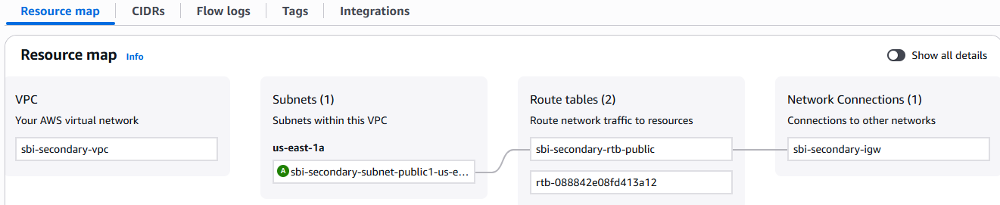 Resource map
CIDRs
Flow logs
Tags
Integrations
Resource map Info
Show all details
VPC
Your AWS virtual network
sbi-secondary-vpc
Subnets (1)
Subnets within this VPC
us-east-1a
A sbi-secondary-subnet-public1-us-e...
Route tables (2)
Route network traffic to resources
sbi-secondary-rtb-public
rtb-088842e08fd413a12
Network Connections (1)
Connections to other networks
sbi-secondary-igw